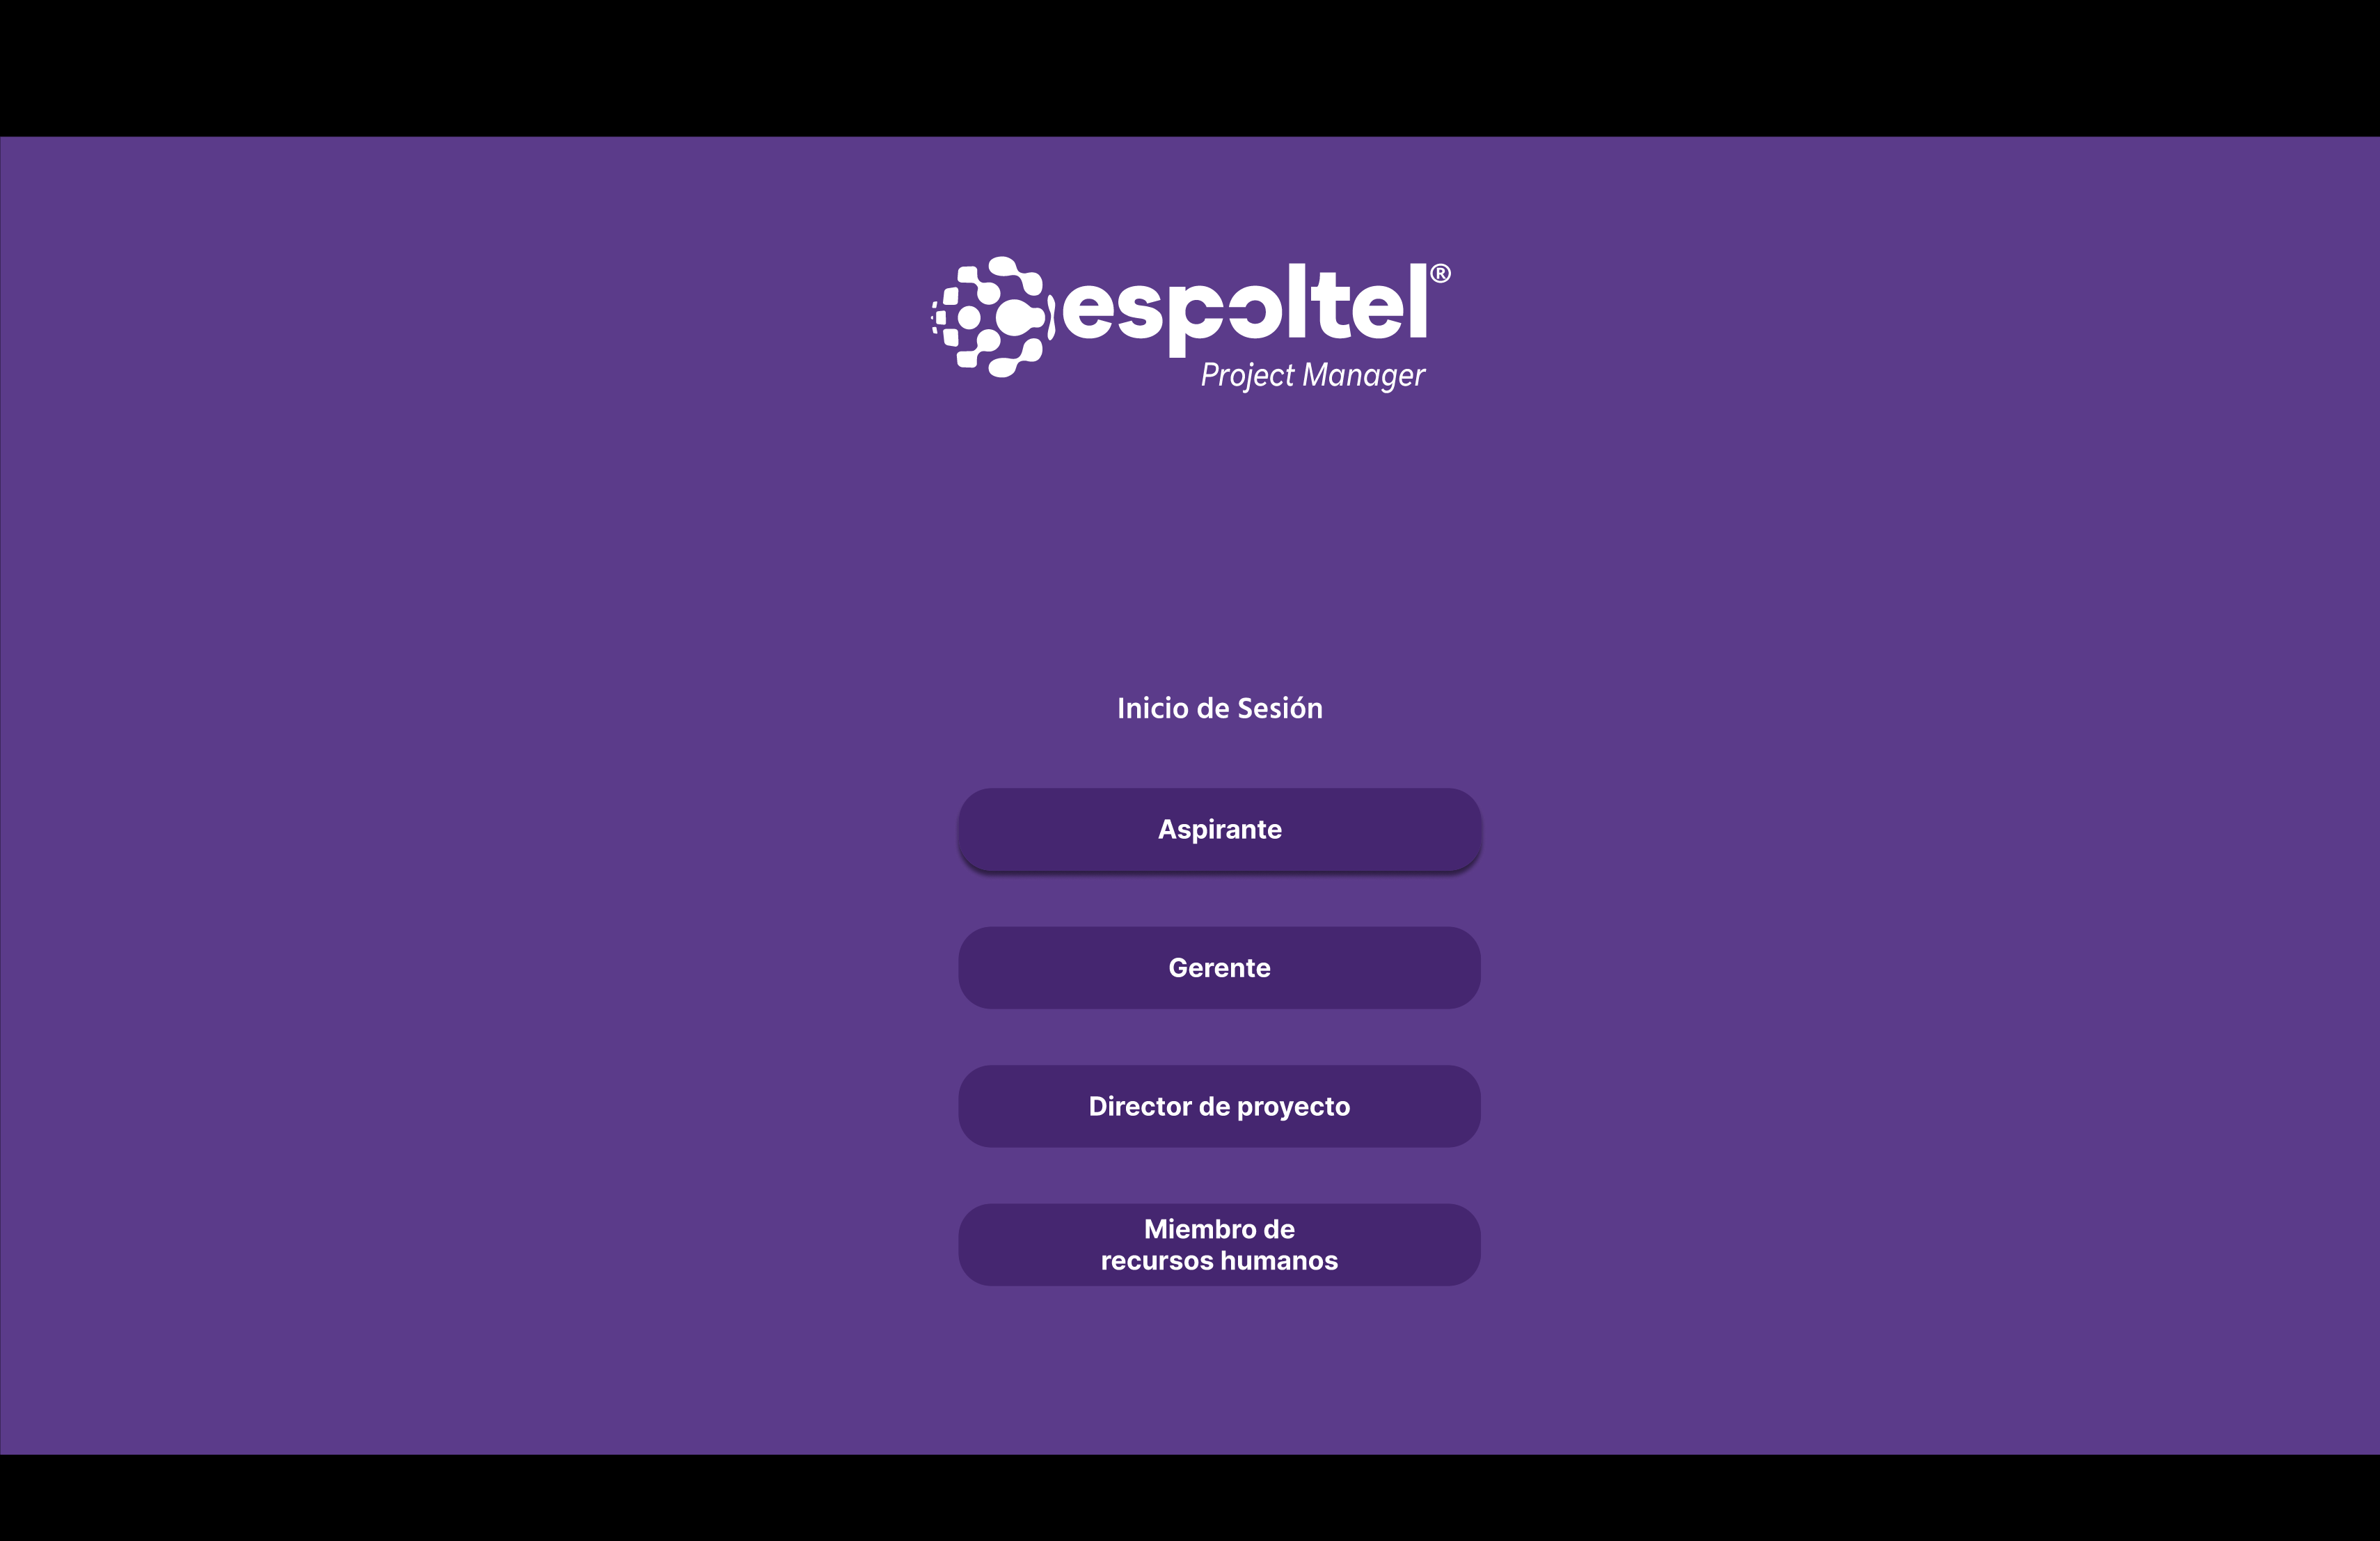 espoltel®
Project Manager
Inicio de Sesión
Aspirante
Gerente
Director de proyecto
Miembro de
recursos humanos